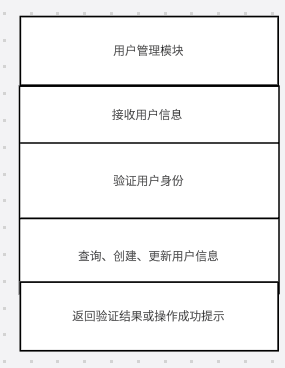 用户管理模块
接收用户信息
验证用户身份
查询、创建、更新用户信息
返回验证结果或操作成功提示